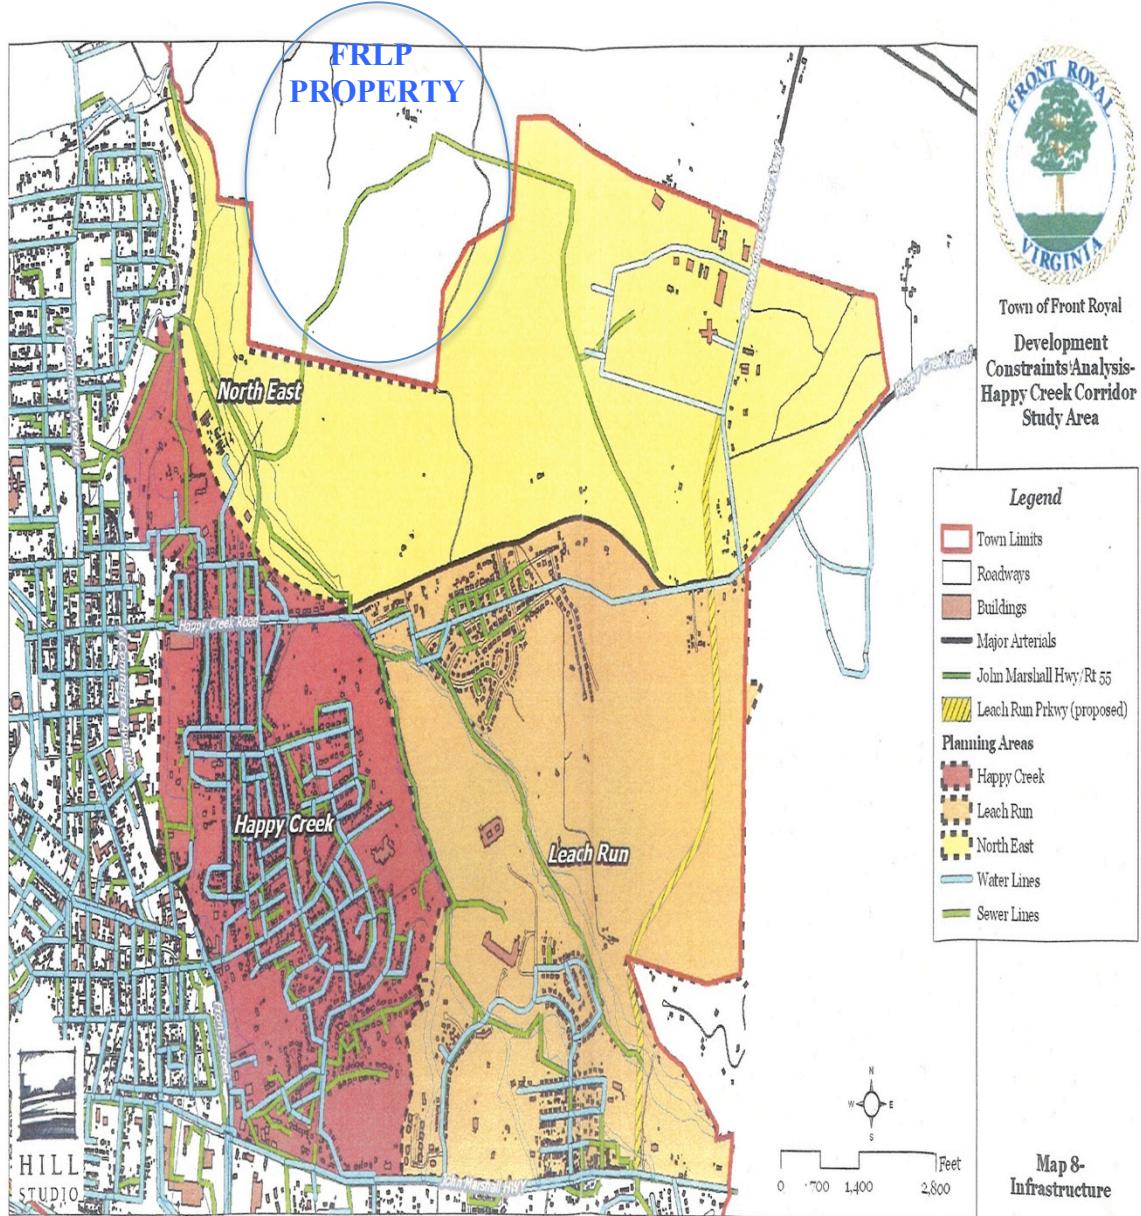 FRLP
PROPERTY
FRONT ROYAL
VIRGINIA
Town of Front Royal
Development
Constraints Analysis-
Happy Creek Corridor
Study Area
North East
Happy Creek Road
Legend
Town Limits
Roadways
Buildings
Major Arterials
John Marshall Hwy/Rt 55
Leach Run Prkwy (proposed)
Planning Areas
Happy Creek
Leach Run
North East
Water Lines
Sewer Lines
Happy Creek Road
N Commerce Avenue
Happy Creek
Leach Run
John Marshall HWY
HILL
STUDIO
N
W E
S
Feet
0 700 1,400 2,800
Map 8-
Infrastructure